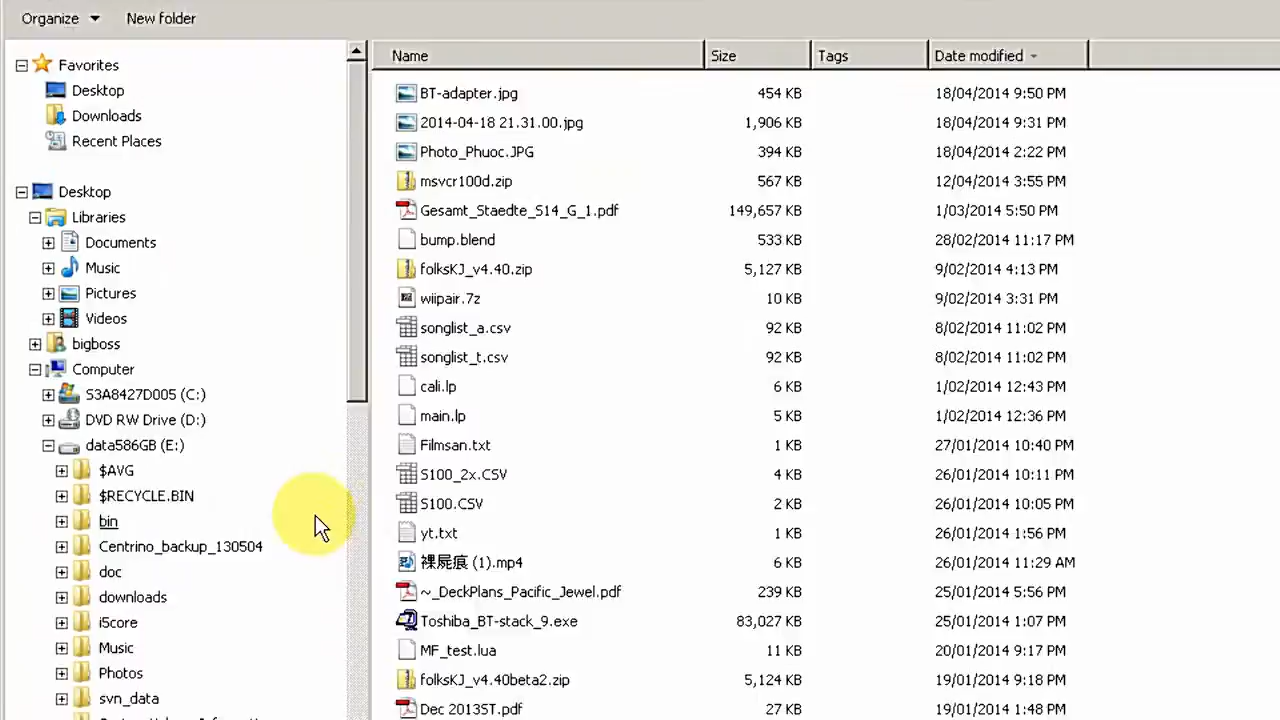 Organize New folder
Name Size Tags Date modified
Favorites
Desktop
Downloads
Recent Places
Desktop
Libraries
Documents
Music
Pictures
Videos
bigboss
Computer
S3A8427D005 (C:)
DVD RW Drive (D:)
data586GB (E:)
$AVG
$RECYCLE.BIN
bin
Centrino_backup_130504
doc
downloads
i5core
Music
Photos
svn_data
BT-adapter.jpg 454 KB 18/04/2014 9:50 PM
2014-04-18 21.31.00.jpg 1,906 KB 18/04/2014 9:31 PM
Photo_Phuoc.JPG 394 KB 18/04/2014 2:22 PM
msvcr100d.zip 567 KB 12/04/2014 3:55 PM
Gesamt_Staedte_S14_G_1.pdf 149,657 KB 1/03/2014 5:50 PM
bump.blend 533 KB 28/02/2014 11:17 PM
folksKJ_v4.40.zip 5,127 KB 9/02/2014 4:13 PM
wiipair.7z 10 KB 9/02/2014 3:31 PM
songlist_a.csv 92 KB 8/02/2014 11:02 PM
songlist_t.csv 92 KB 8/02/2014 11:02 PM
cali.lp 6 KB 1/02/2014 12:43 PM
main.lp 5 KB 1/02/2014 12:36 PM
Filmsan.txt 1 KB 27/01/2014 10:40 PM
S100_2x.CSV 4 KB 26/01/2014 10:11 PM
S100.CSV 2 KB 26/01/2014 10:05 PM
yt.txt 1 KB 26/01/2014 1:56 PM
裸屍痕 (1).mp4 6 KB 26/01/2014 11:29 AM
~_DeckPlans_Pacific_Jewel.pdf 239 KB 25/01/2014 5:56 PM
Toshiba_BT-stack_9.exe 83,027 KB 25/01/2014 1:07 PM
MF_test.lua 11 KB 20/01/2014 9:17 PM
folksKJ_v4.40beta2.zip 5,124 KB 19/01/2014 9:18 PM
Dec 2013ST.pdf 27 KB 19/01/2014 1:48 PM